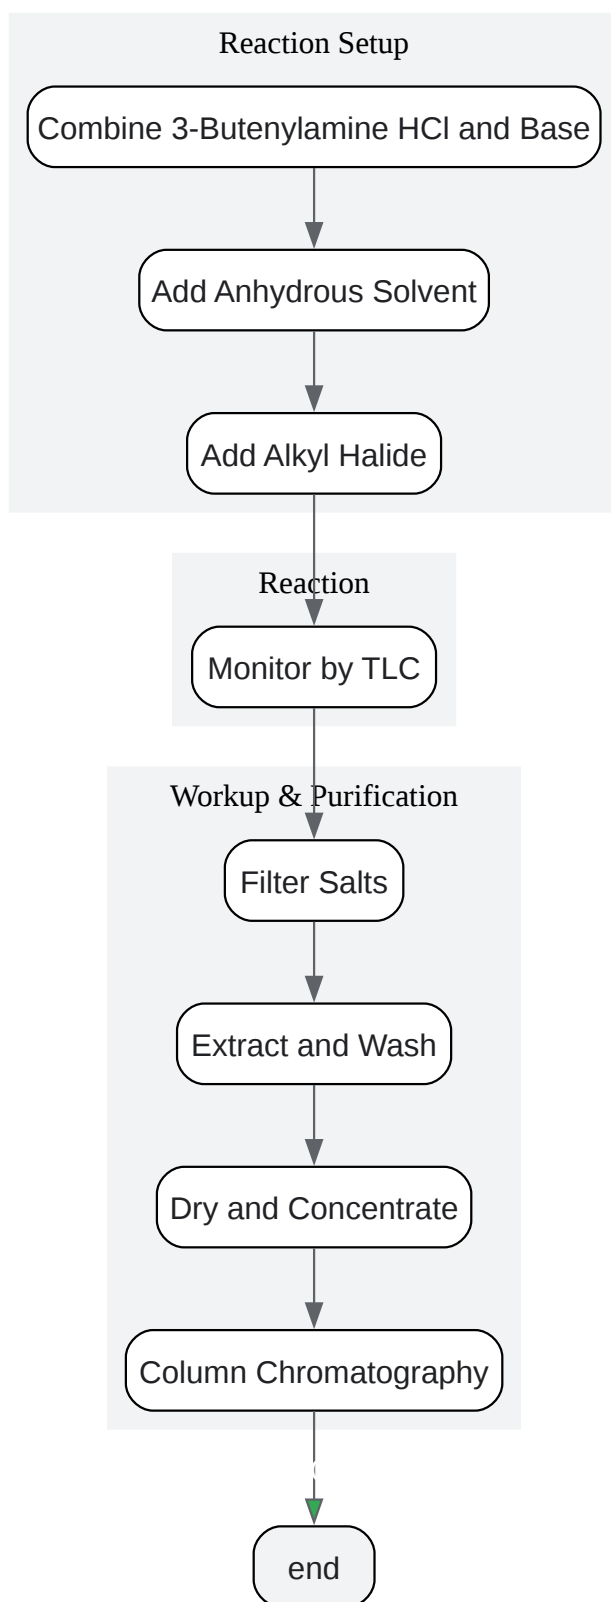 Reaction Setup
Combine 3-Butenylamine HCl and Base
Add Anhydrous Solvent
Add Alkyl Halide
Reaction
Monitor by TLC
Workup & Purification
Filter Salts
Extract and Wash
Dry and Concentrate
Column Chromatography
end